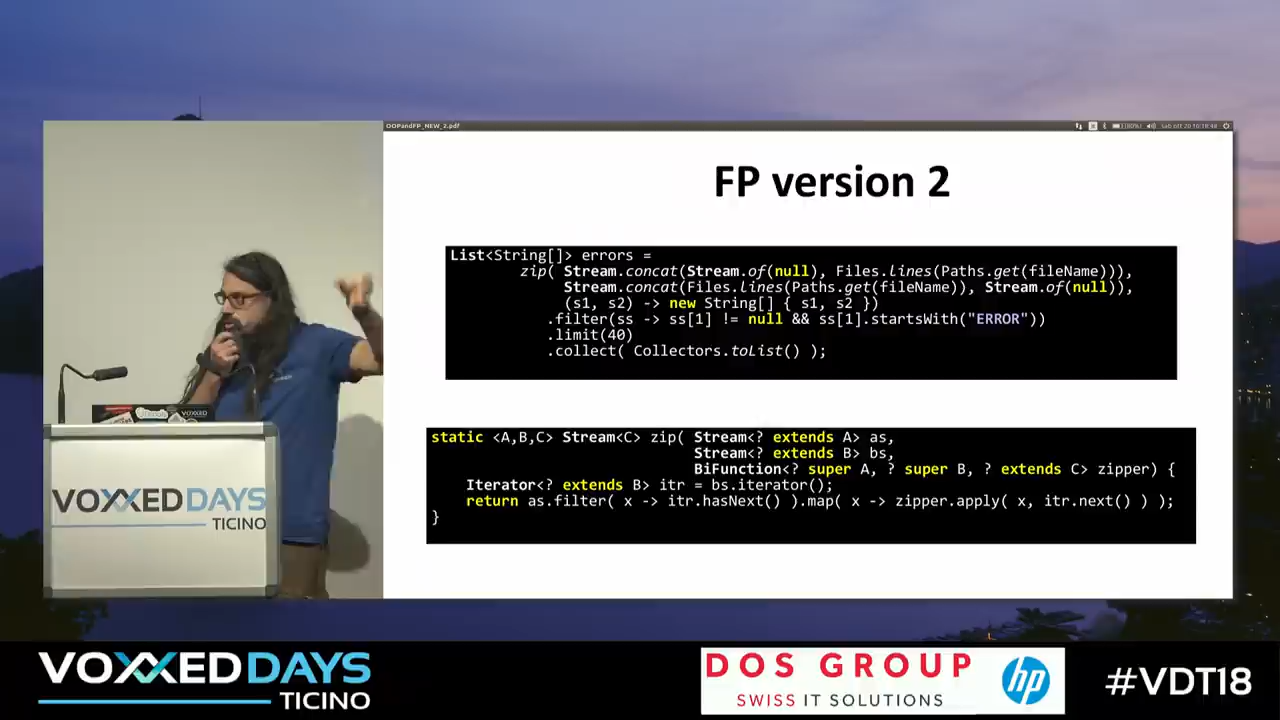 OOPandFP_NEW_2.pdf
FP version 2
List<String[]> errors =
zip( Stream.concat(Stream.of(null), Files.lines(Paths.get(fileName))),
Stream.concat(Files.lines(Paths.get(fileName)), Stream.of(null)),
(s1, s2) -> new String[] { s1, s2 })
.filter(ss -> ss[1] != null && ss[1].startsWith("ERROR"))
.limit(40)
.collect( Collectors.toList() );
static <A,B,C> Stream<C> zip( Stream<? extends A> as,
Stream<? extends B> bs,
BiFunction<? super A, ? super B, ? extends C> zipper) {
Iterator<? extends B> itr = bs.iterator();
return as.filter( x -> itr.hasNext() ).map( x -> zipper.apply( x, itr.next() ) );
}
VOXXED
VOXXED DAYS
TICINO
VOXXED DAYS
TICINO
DOS GROUP
SWISS IT SOLUTIONS
hp
#VDT18